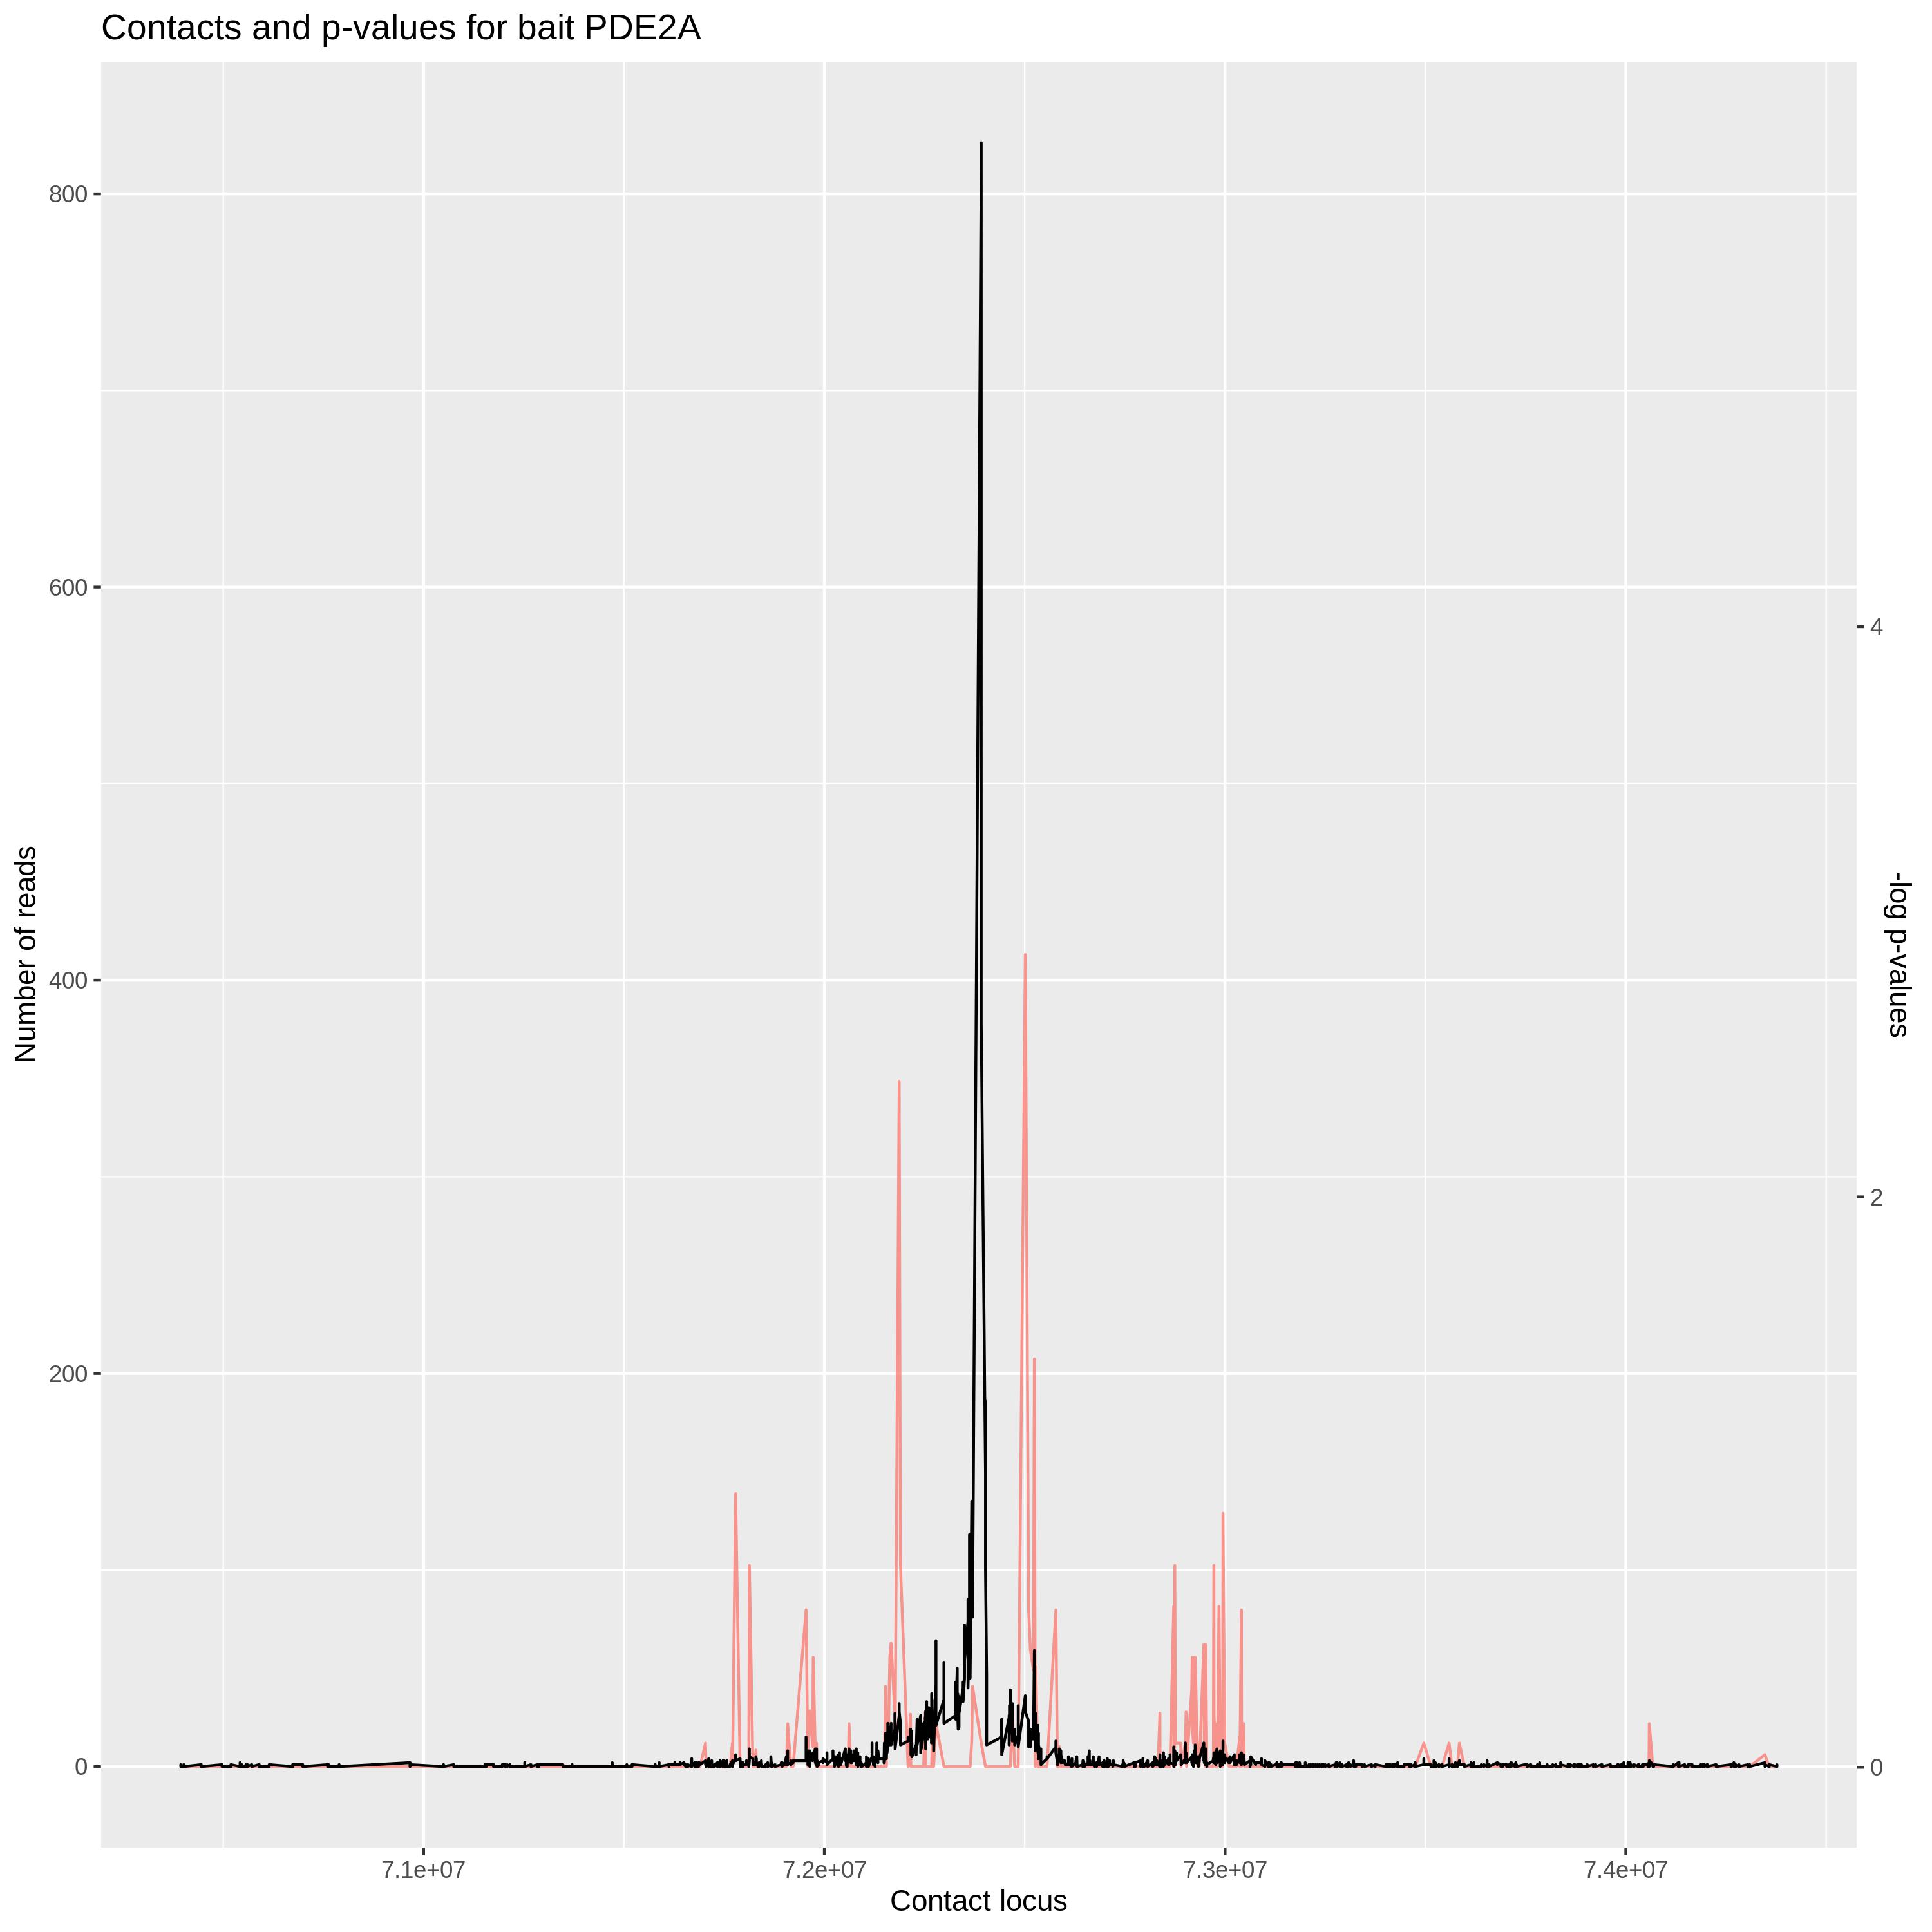 Contacts and p-values for bait PDE2A
800
600
400
200
0
Number of reads
4
2
0
-log p-values
7.1e+07
7.2e+07
7.3e+07
7.4e+07
Contact locus